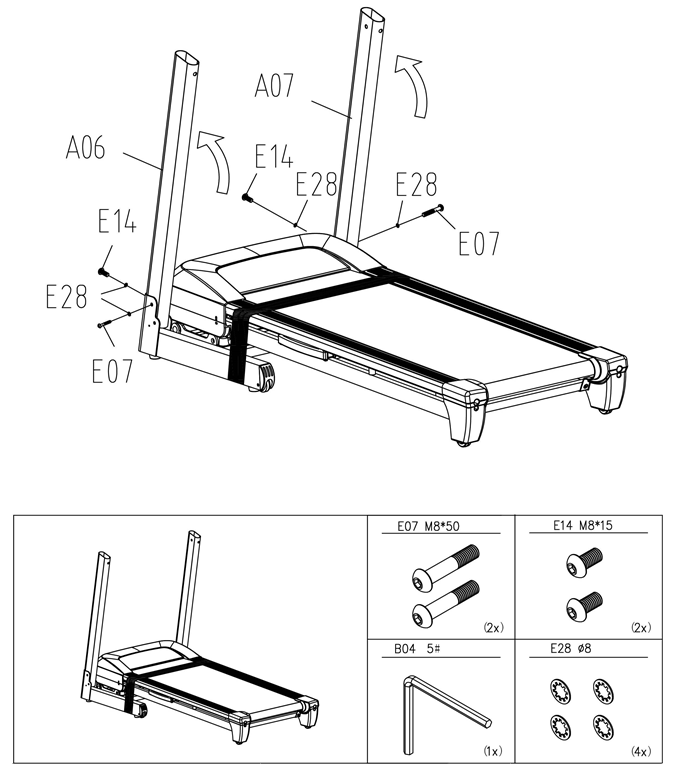 A07
A06
E14
E28
E28
E14
E07
E28
E07
E07 M8*50
(2x)
E14 M8*15
(2x)
B04 5#
(1x)
E28 ø8
(4x)